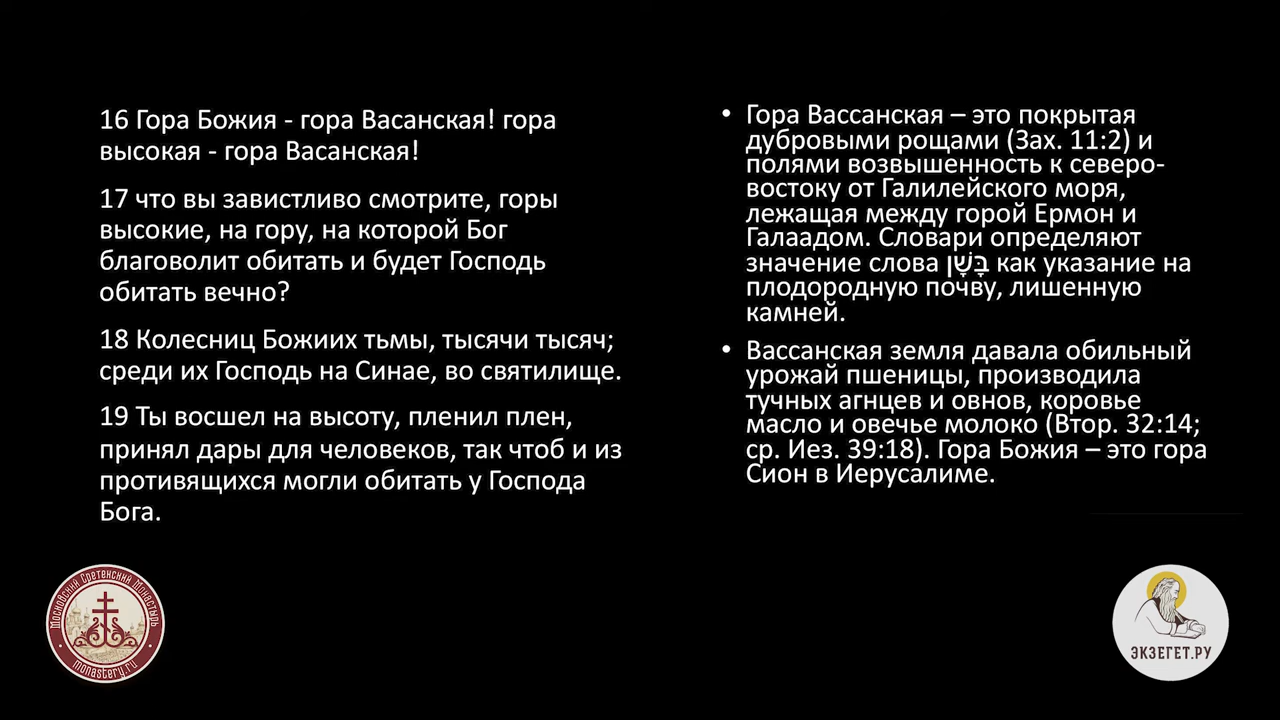 16 Гора Божия - гора Васанская! гора
высокая - гора Васанская!
17 что вы завистливо смотрите, горы
высокие, на гору, на которой Бог
благоволит обитать и будет Господь
обитать вечно?
18 Колесниц Божиих тьмы, тысячи тысяч;
среди их Господь на Синае, во святилище.
19 Ты восшел на высоту, пленил плен,
принял дары для человеков, так чтоб и из
противящихся могли обитать у Господа
Бога.
• Гора Вассанская – это покрытая
дубровыми рощами (Зах. 11:2) и
полями возвышенность к северо-
востоку от Галилейского моря,
лежащая между горой Ермон и
Галаадом. Словари определяют
значение слова בָּשָׁן как указание на
плодородную почву, лишенную
камней.
• Вассанская земля давала обильный
урожай пшеницы, производила
тучных агнцев и овнов, коровье
масло и овечье молоко (Втор. 32:14;
ср. Иез. 39:18). Гора Божия – это гора
Сион в Иерусалиме.
Московский Сретенский Монастырь
monastery.ru
ЭКЗЕГЕТ.РУ